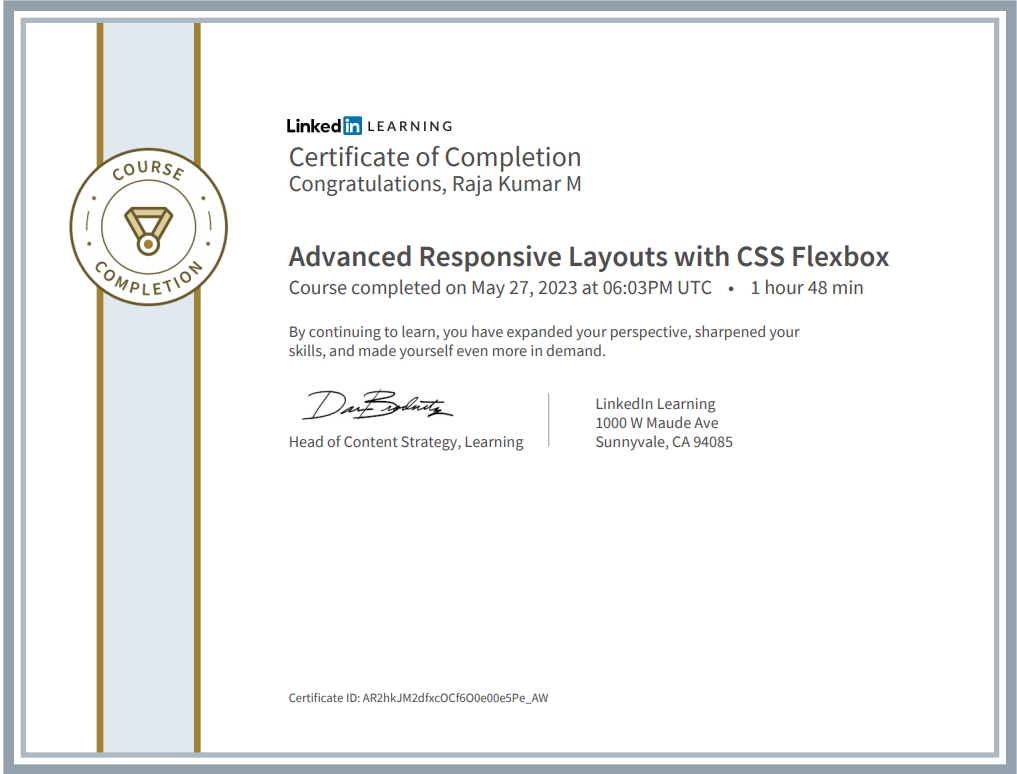 COURSE
COMPLETION
Linked in LEARNING
Certificate of Completion
Congratulations, Raja Kumar M
Advanced Responsive Layouts with CSS Flexbox
Course completed on May 27, 2023 at 06:03PM UTC • 1 hour 48 min
By continuing to learn, you have expanded your perspective, sharpened your
skills, and made yourself even more in demand.
Head of Content Strategy, Learning
LinkedIn Learning
1000 W Maude Ave
Sunnyvale, CA 94085
Certificate ID: AR2hkJM2dfxcOCf6O0e00e5Pe_AW